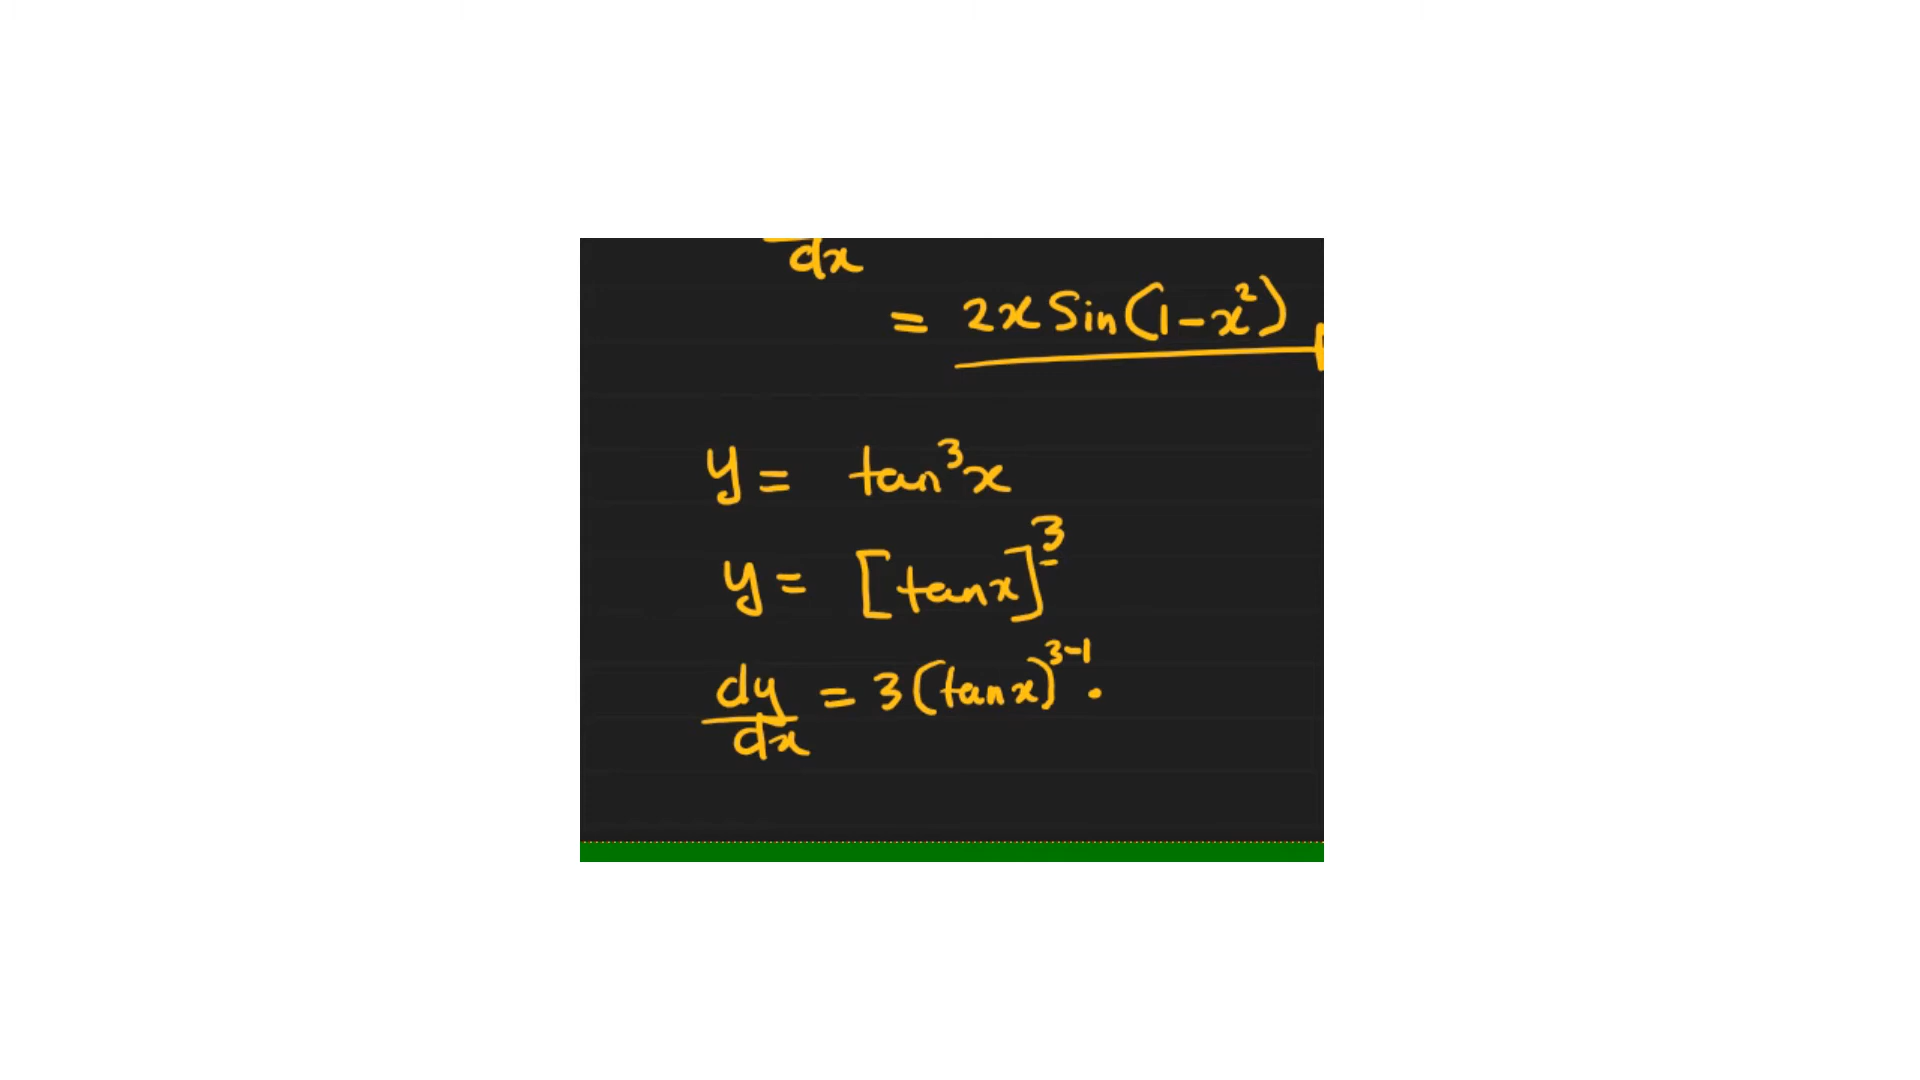 dx
= 2x Sin(1-x²)
y = tan³x
y = [tanx]³
dy/dx = 3(tanx)³⁻¹ ·